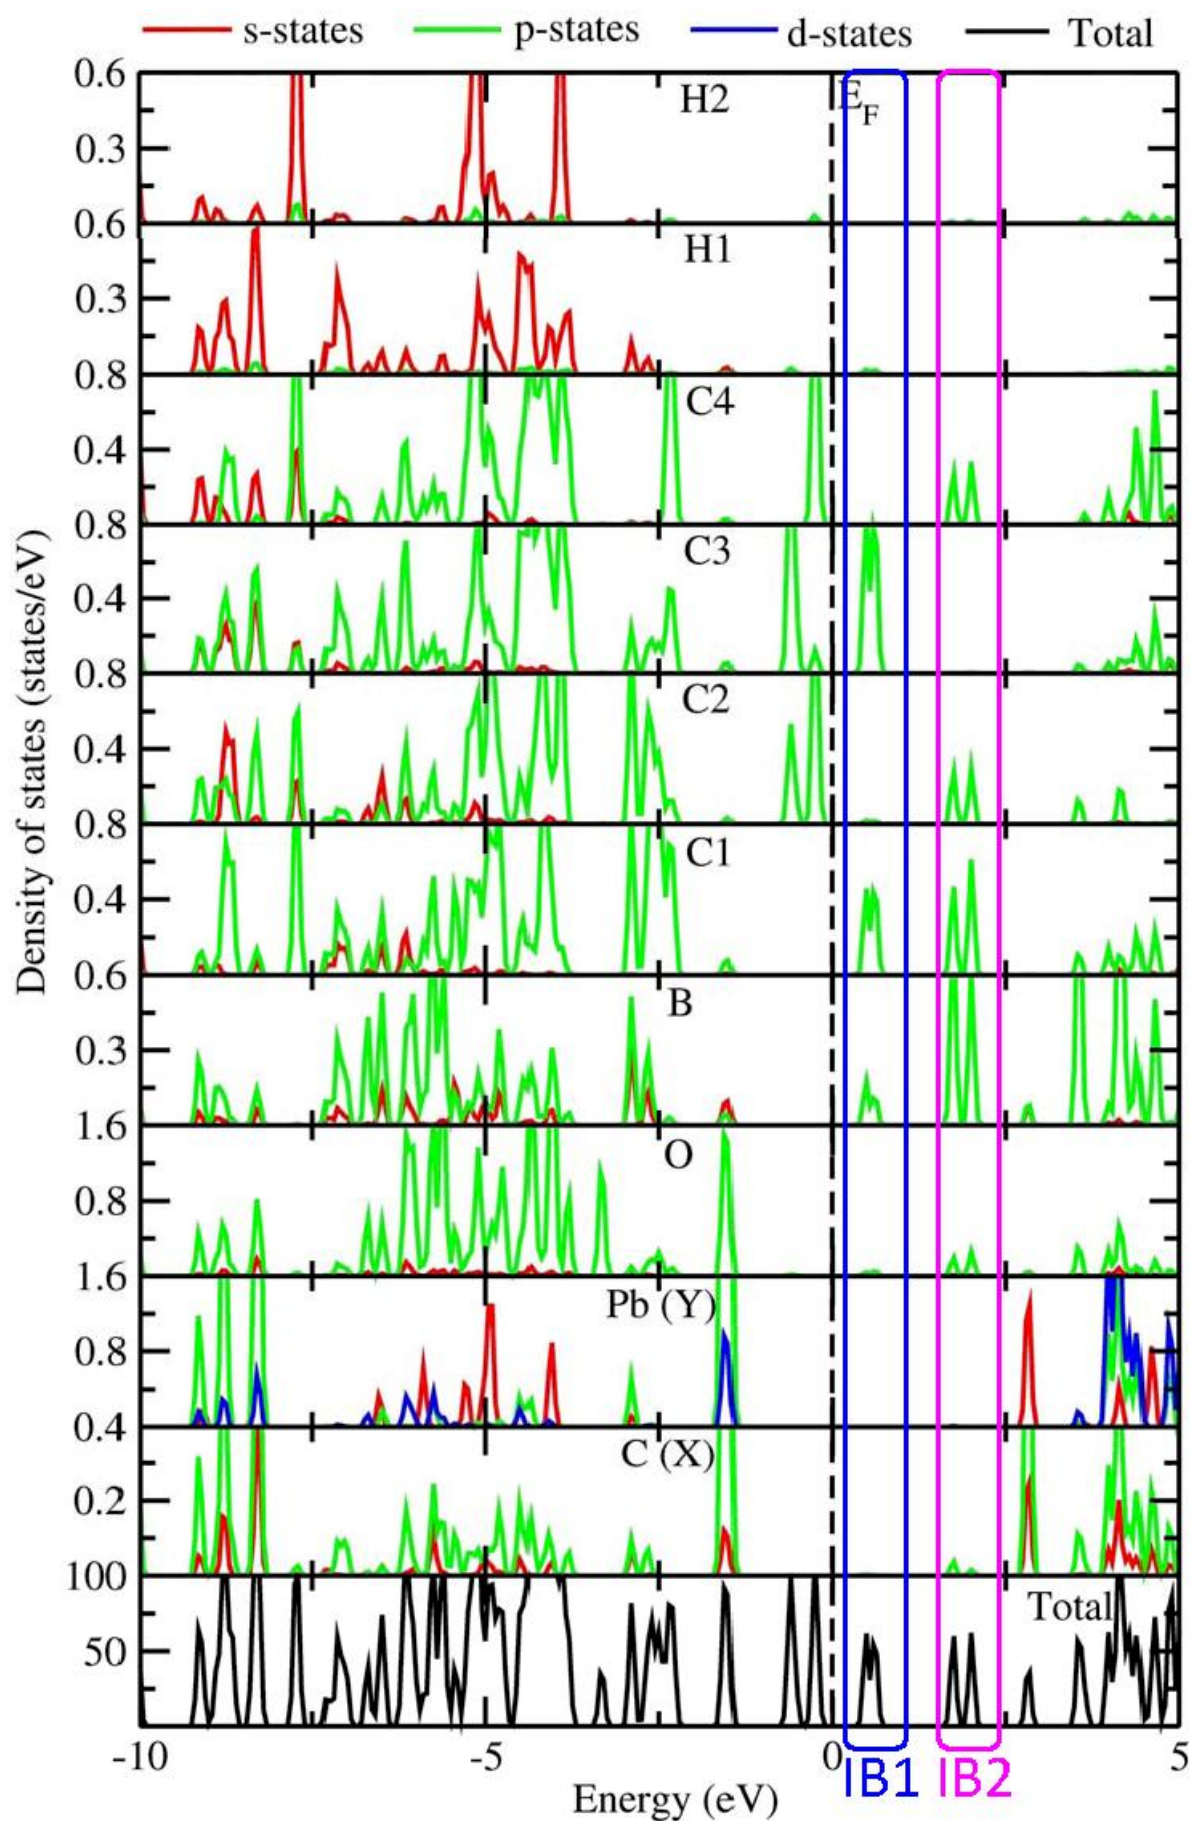 s-states p-states d-states Total
0.6
H2
E_F
0.3
0.6
H1
0.3
0.8
C4
0.4
0.8
C3
0.4
0.8
C2
0.4
0.8
C1
0.4
0.6
B
0.3
1.6
O
0.8
1.6
Pb (Y)
0.8
0.4
C (X)
0.2
100
Total
50
Density of states (states/eV)
-10 -5 0 5
IB1 IB2
Energy (eV)